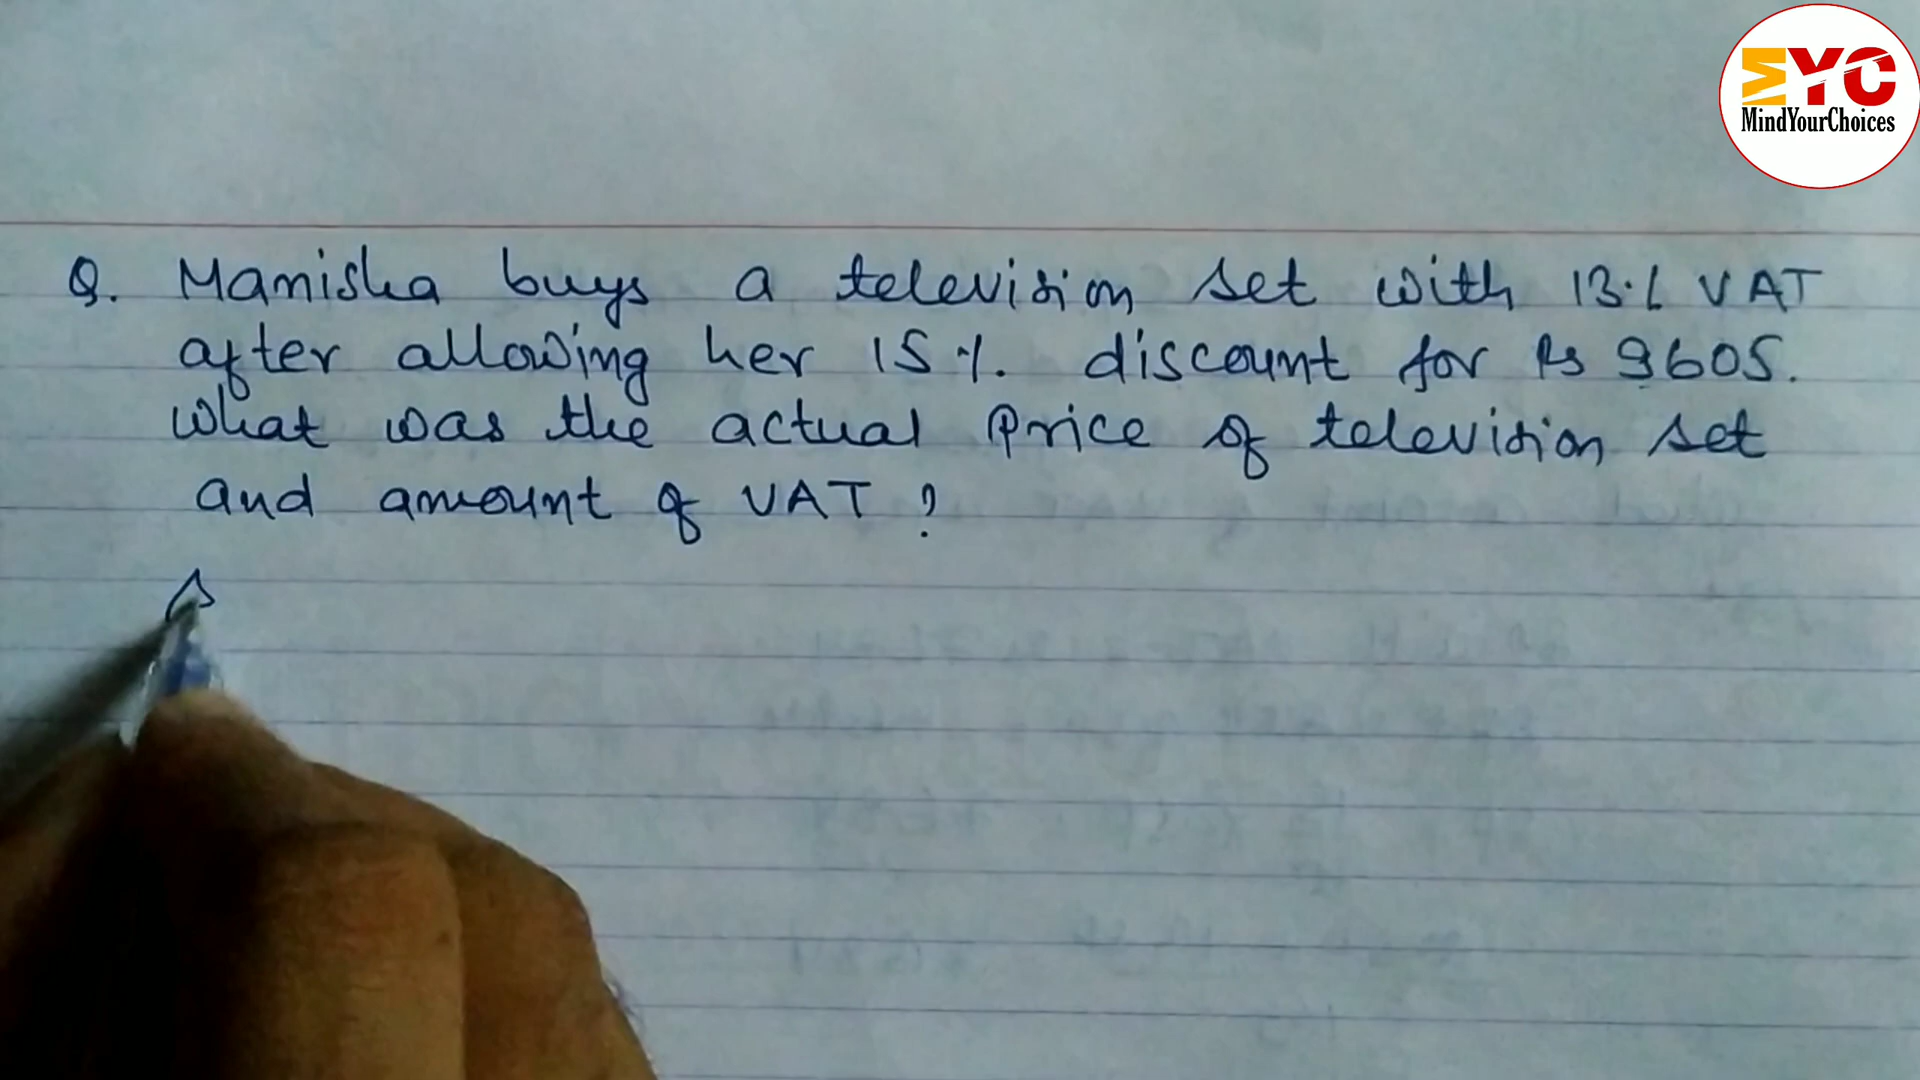 MYC
MindYourChoices
Q. Manisha buys a television set with 13% VAT
after allowing her 15%. discount for Rs 9605.
What was the actual Price of television set
and amount of VAT ?